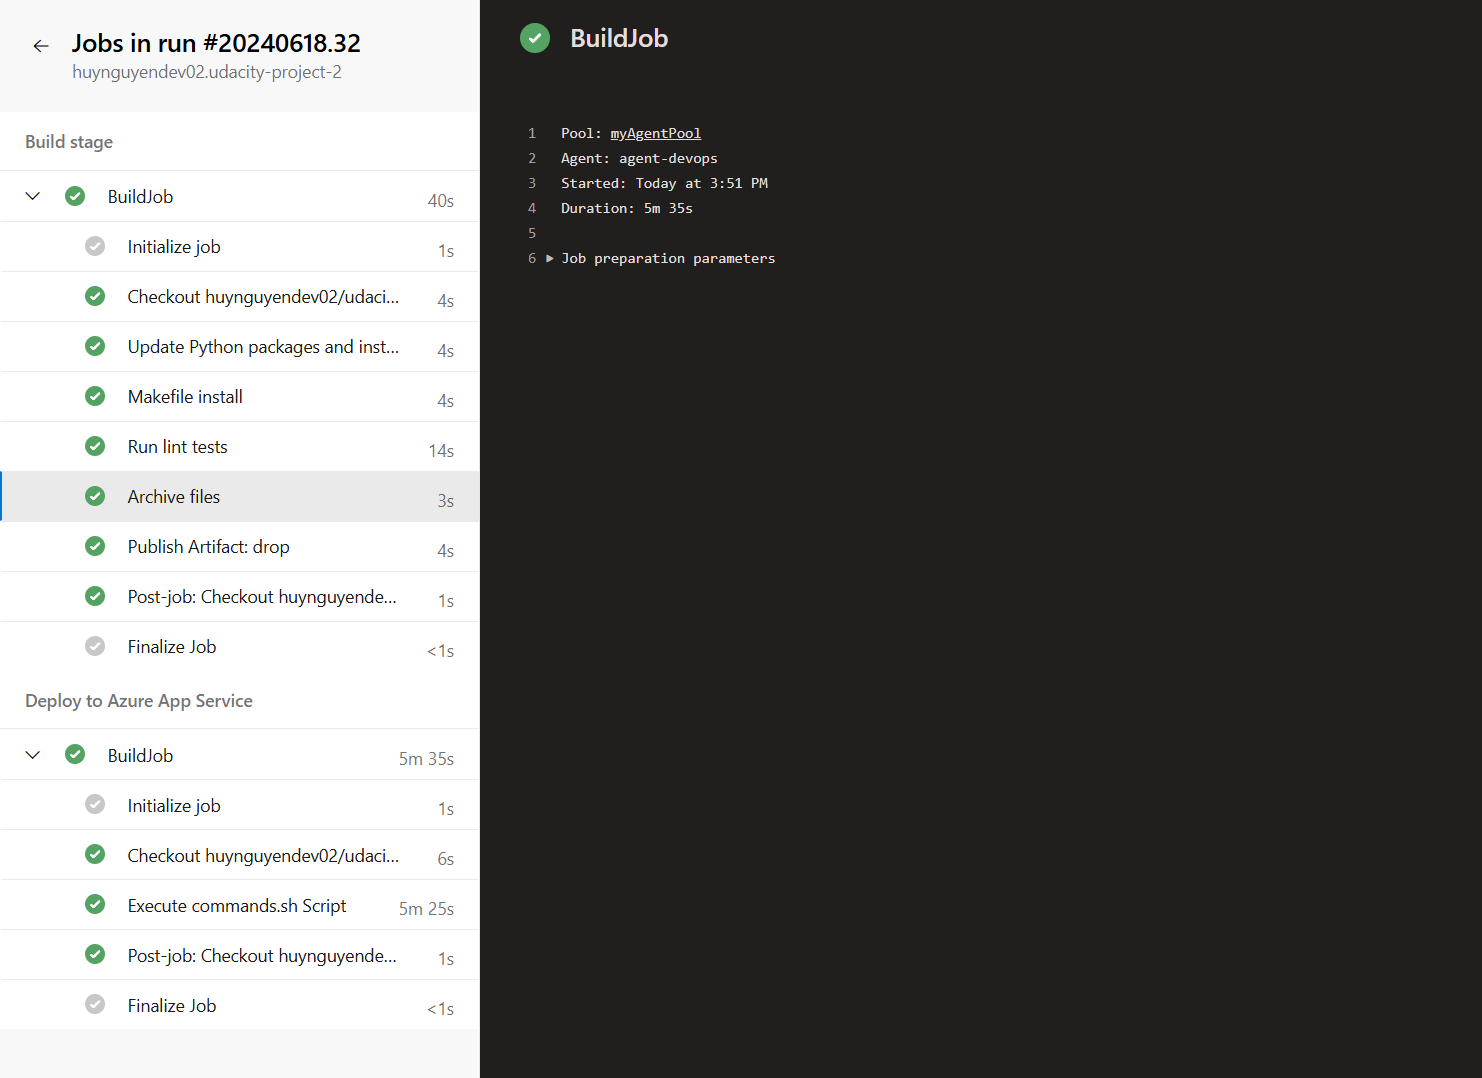 Jobs in run #20240618.32
huynguyendev02.udacity-project-2
Build stage
BuildJob 40s
Initialize job 1s
Checkout huynguyendev02/udaci... 4s
Update Python packages and inst... 4s
Makefile install 4s
Run lint tests 14s
Archive files 3s
Publish Artifact: drop 4s
Post-job: Checkout huynguyende... 1s
Finalize Job <1s
Deploy to Azure App Service
BuildJob 5m 35s
Initialize job 1s
Checkout huynguyendev02/udaci... 6s
Execute commands.sh Script 5m 25s
Post-job: Checkout huynguyende... 1s
Finalize Job <1s
BuildJob
1 Pool: myAgentPool
2 Agent: agent-devops
3 Started: Today at 3:51 PM
4 Duration: 5m 35s
5
6 Job preparation parameters